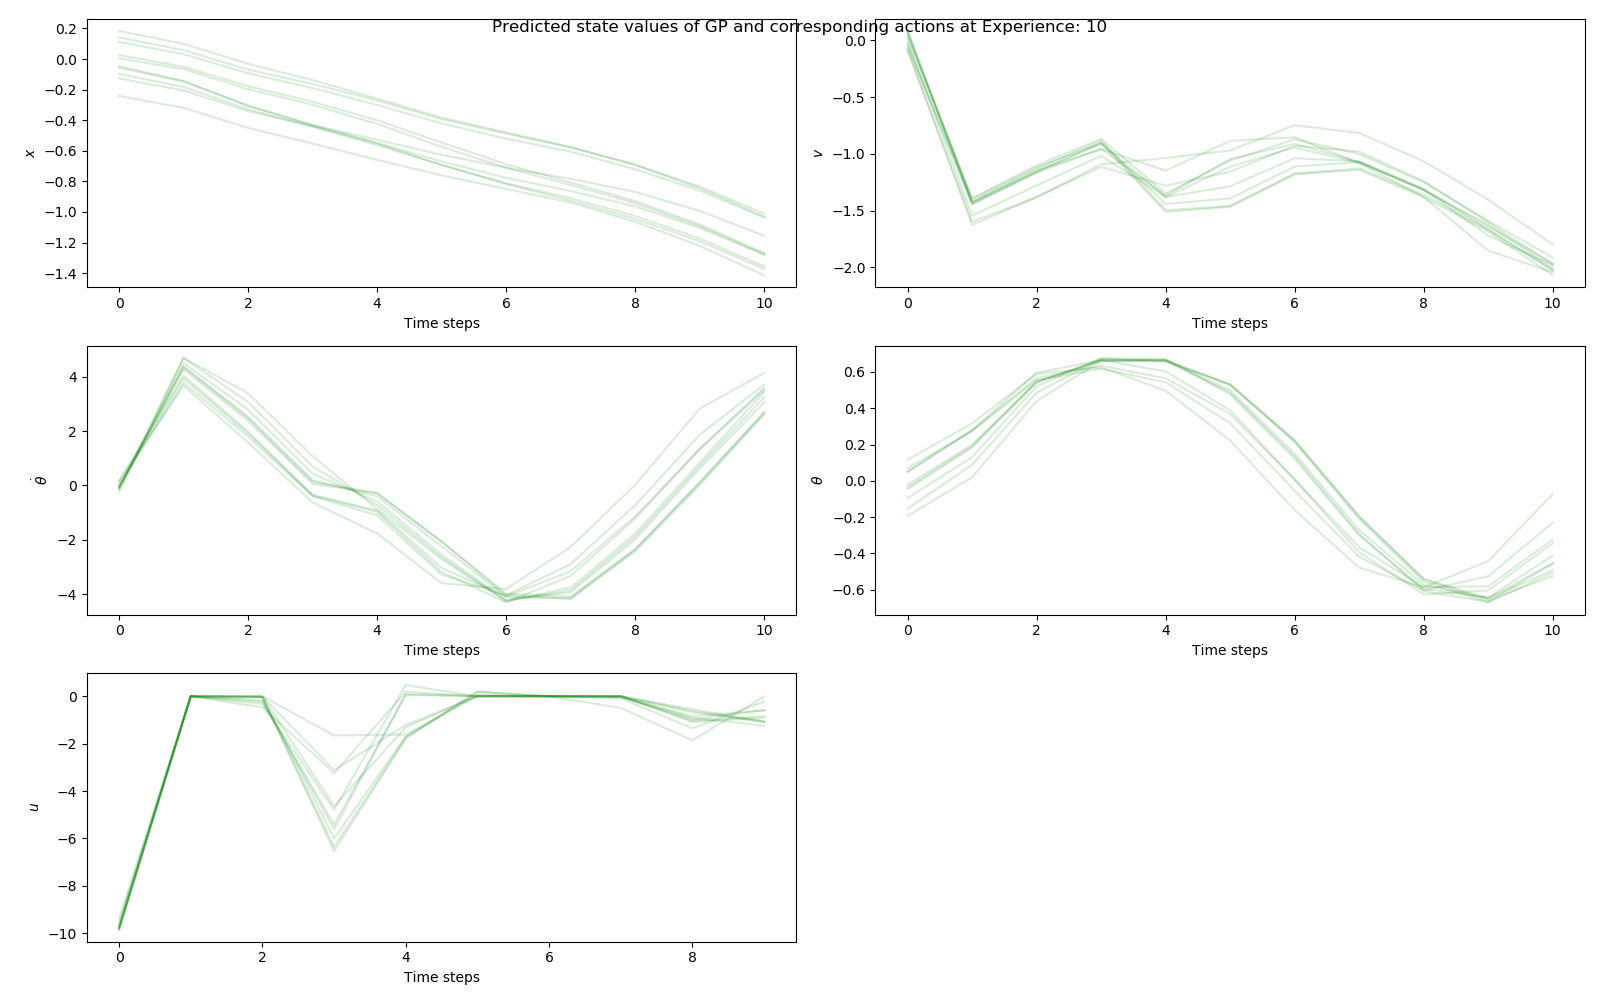 Predicted state values of GP and corresponding actions at Experience: 10
0.2
0.0
−0.2
−0.4
−0.6
−0.8
−1.0
−1.2
−1.4
x
0 2 4 6 8 10
Time steps
0.0
−0.5
−1.0
−1.5
−2.0
v
0 2 4 6 8 10
Time steps
4
2
0
−2
−4
θ̇
0 2 4 6 8 10
Time steps
0.6
0.4
0.2
0.0
−0.2
−0.4
−0.6
θ
0 2 4 6 8 10
Time steps
0
−2
−4
−6
−8
−10
u
0 2 4 6 8
Time steps